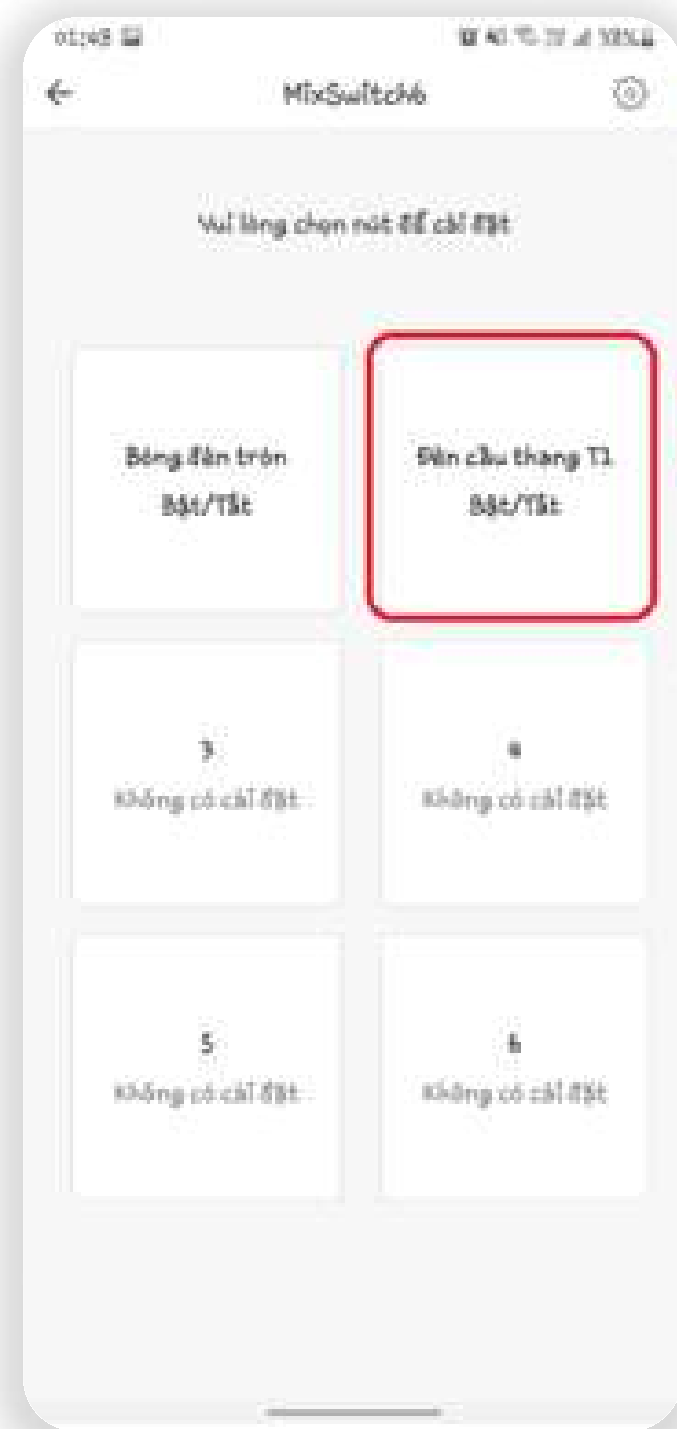 01:43
MixSwitch6
Vui lòng chọn nút để cài đặt
Bóng đèn tròn
Bật/Tắt
Đèn cầu thang T1
Bật/Tắt
3
Không có cài đặt
4
Không có cài đặt
5
Không có cài đặt
6
Không có cài đặt